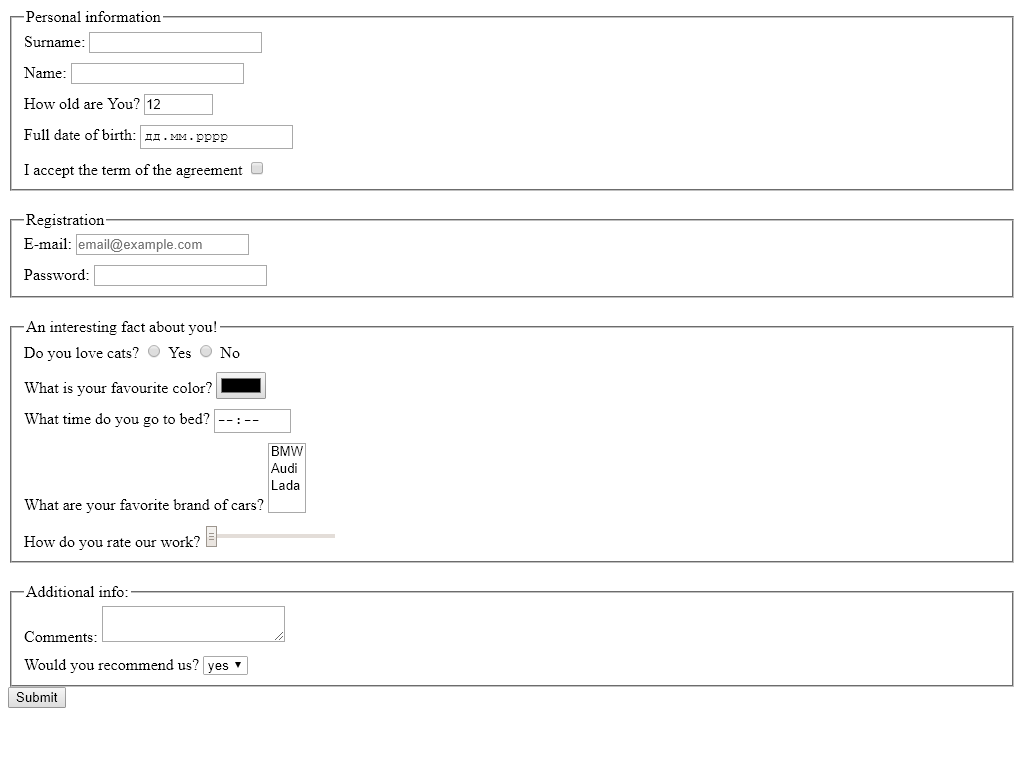 Personal information
Surname:
Name:
How old are You? 12
Full date of birth: дд.мм.рррр
I accept the term of the agreement
Registration
E-mail: email@example.com
Password:
An interesting fact about you!
Do you love cats? Yes No
What is your favourite color?
What time do you go to bed? --:--
BMW
Audi
Lada
What are your favorite brand of cars?
How do you rate our work?
Additional info:
Comments:
Would you recommend us? yes
Submit